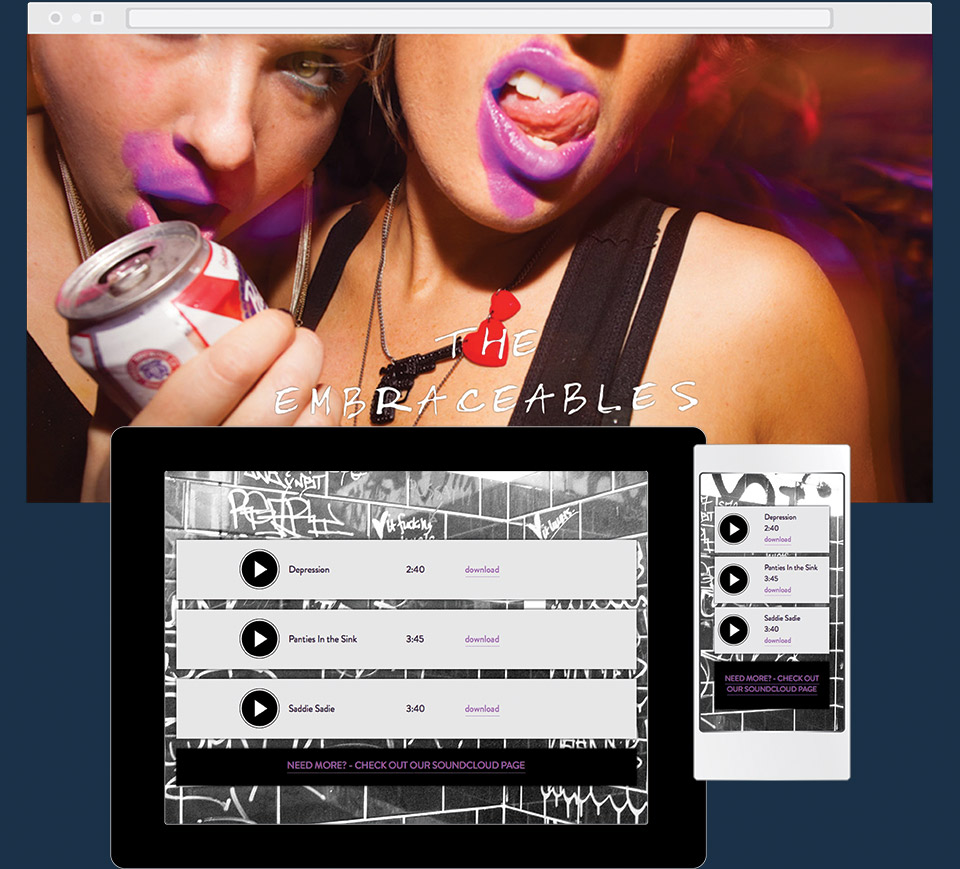 THE
EMBRACEABLES
Depression 2:40 download
Panties In the Sink 3:45 download
Saddie Sadie 3:40 download
NEED MORE? - CHECK OUT OUR SOUNDCLOUD PAGE
Depression
2:40
download
Panties In the Sink
3:45
download
Saddie Sadie
3:40
download
NEED MORE? - CHECK OUT
OUR SOUNDCLOUD PAGE